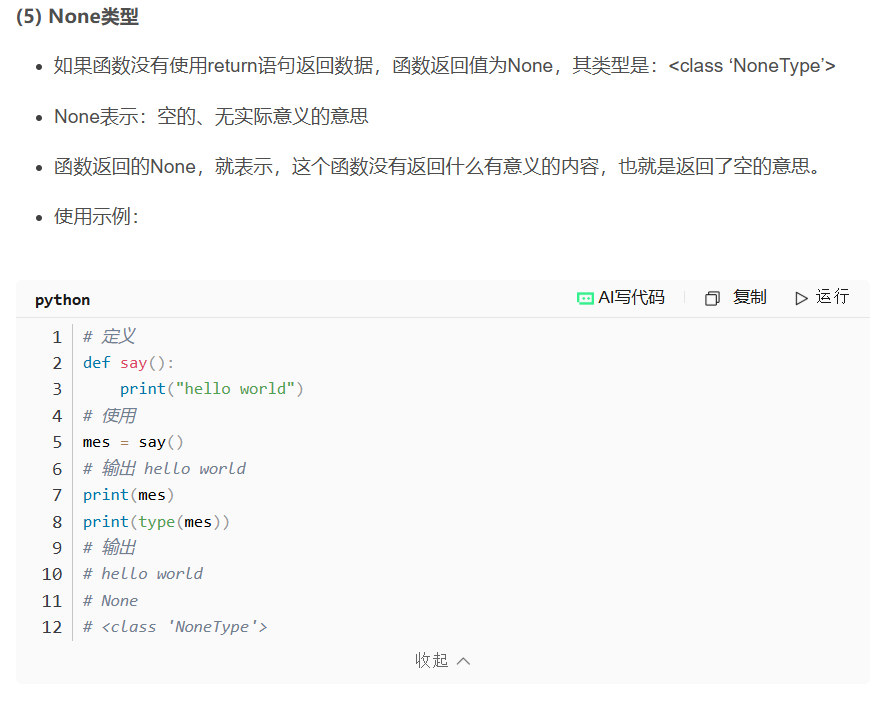 (5) None类型
如果函数没有使用return语句返回数据，函数返回值为None，其类型是：<class ‘NoneType’>
None表示：空的、无实际意义的意思
函数返回的None，就表示，这个函数没有返回什么有意义的内容，也就是返回了空的意思。
使用示例：
python AI写代码 复制 运行
1 # 定义
2 def say():
3     print("hello world")
4 # 使用
5 mes = say()
6 # 输出 hello world
7 print(mes)
8 print(type(mes))
9 # 输出
10 # hello world
11 # None
12 # <class 'NoneType'>
收起